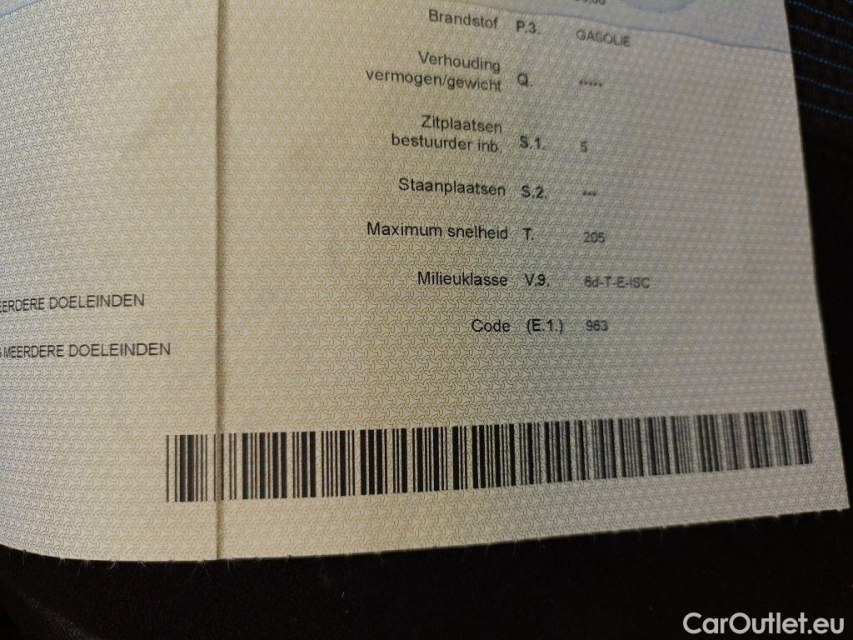 Brandstof P.3. GASOLIE
Verhouding
vermogen/gewicht Q. -----
Zitplaatsen
bestuurder inb. S.1. 5
Staanplaatsen S.2. ---
Maximum snelheid T. 205
Milieuklasse V.9. 6d-T-E-ISC
EERDERE DOELEINDEN
Code (E.1.) 963
S MEERDERE DOELEINDEN
CarOutlet.eu